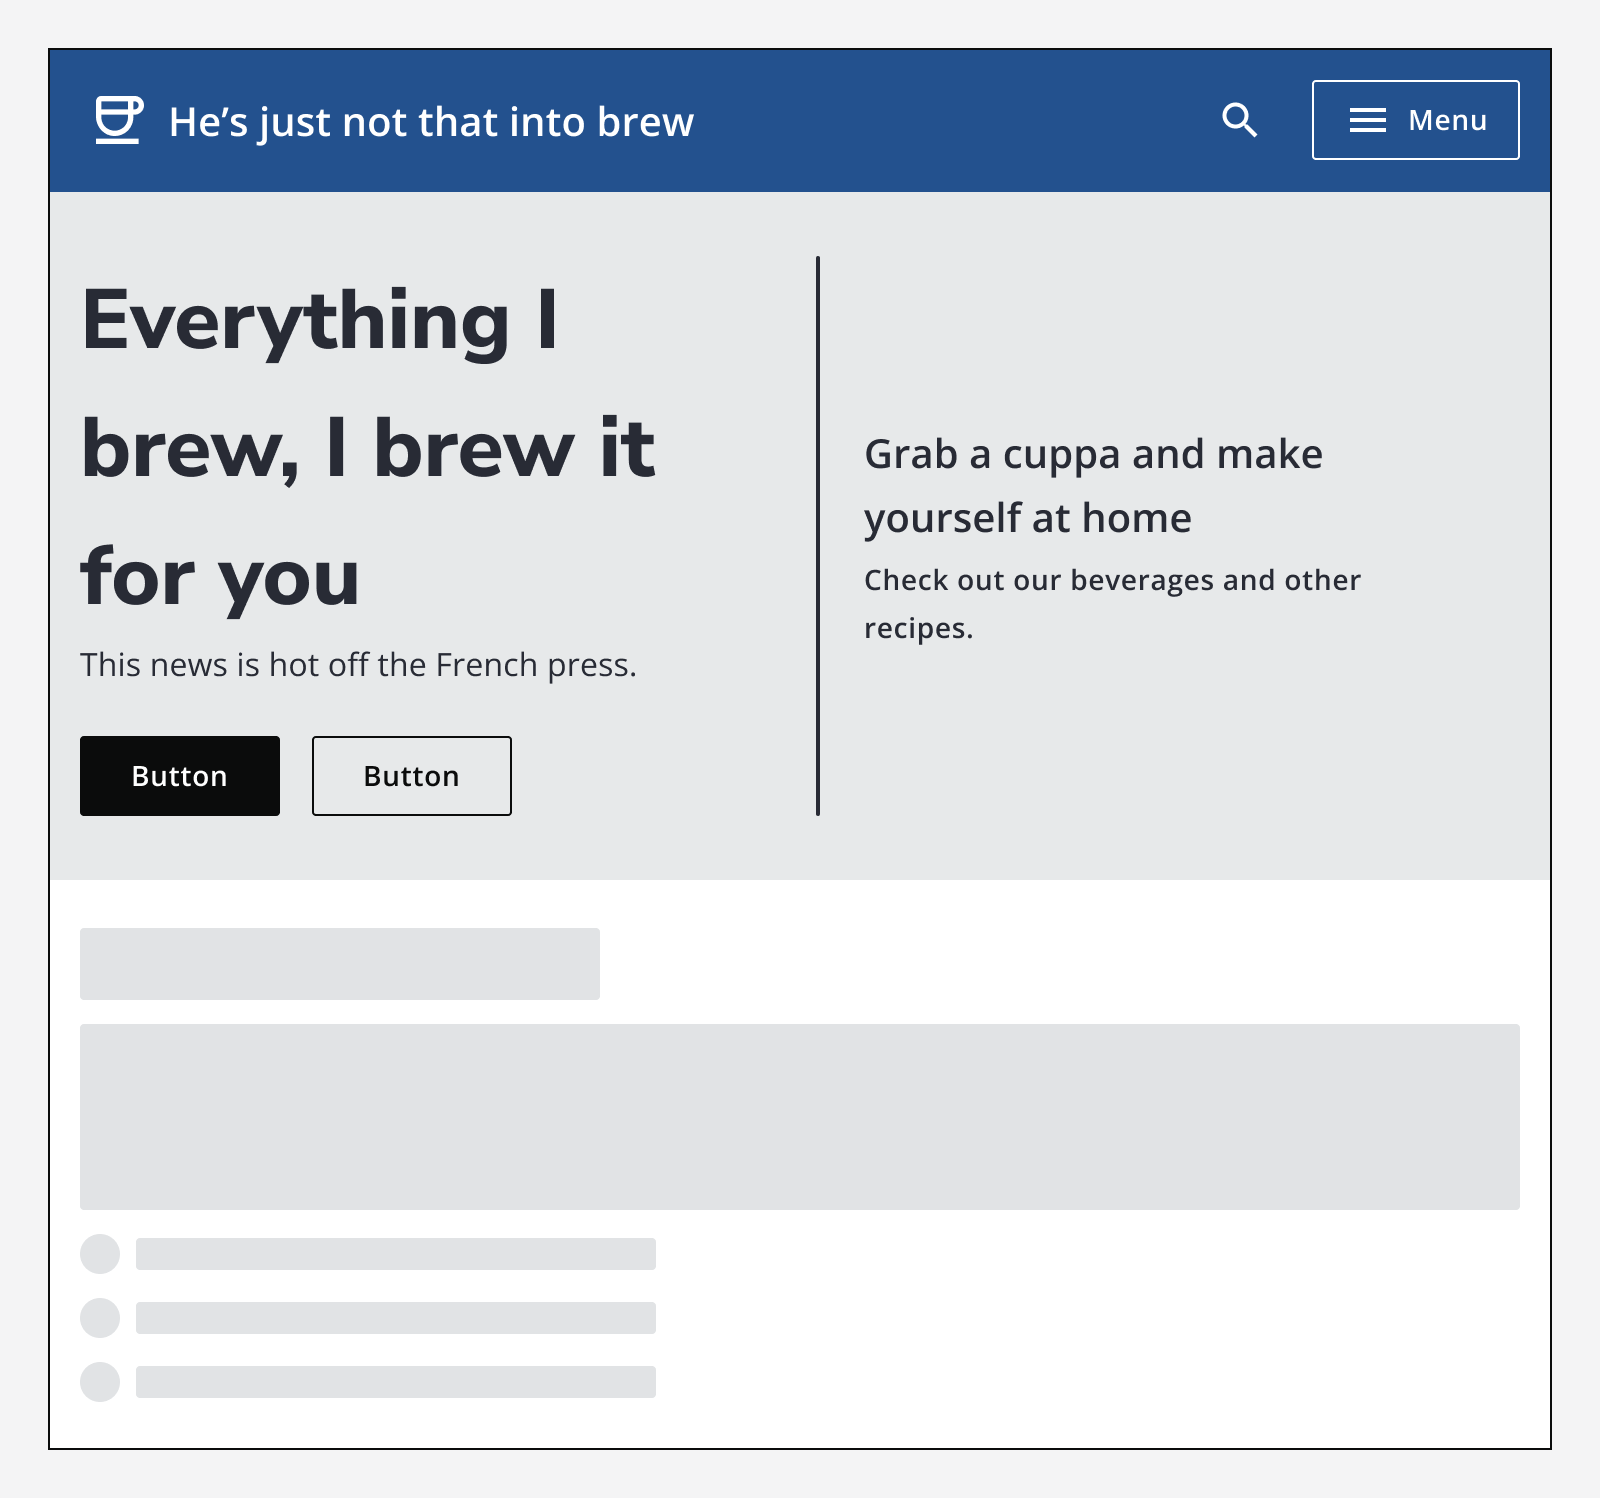 He’s just not that into brew
Menu
Everything I
brew, I brew it
for you
This news is hot off the French press.
Button
Button
Grab a cuppa and make
yourself at home
Check out our beverages and other
recipes.